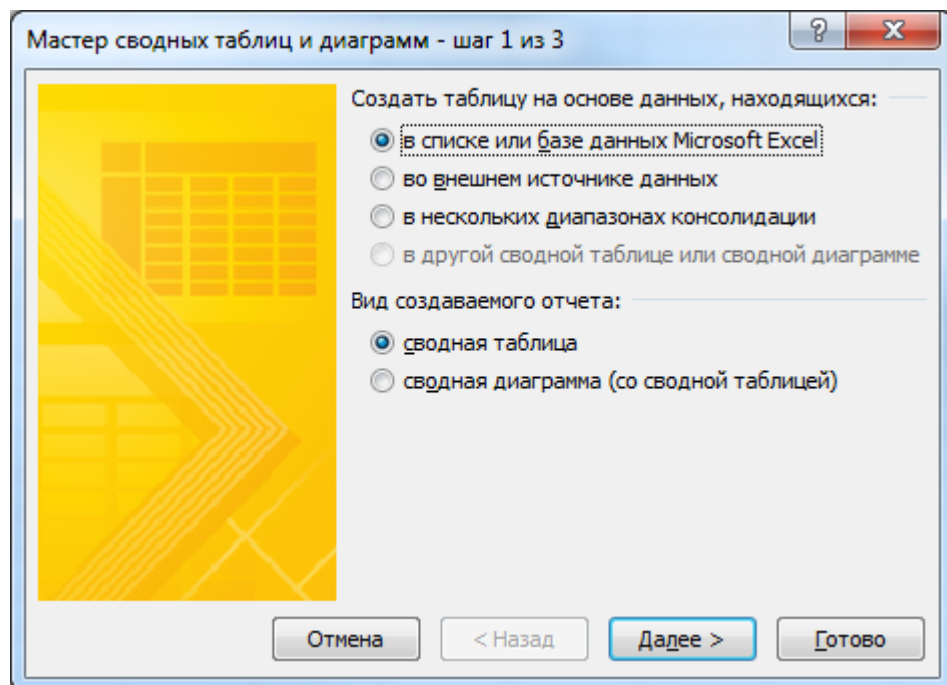 Мастер сводных таблиц и диаграмм - шаг 1 из 3
?
Создать таблицу на основе данных, находящихся:
в списке или базе данных Microsoft Excel
во внешнем источнике данных
в нескольких диапазонах консолидации
в другой сводной таблице или сводной диаграмме
Вид создаваемого отчета:
сводная таблица
сводная диаграмма (со сводной таблицей)
Отмена
< Назад
Далее >
Готово